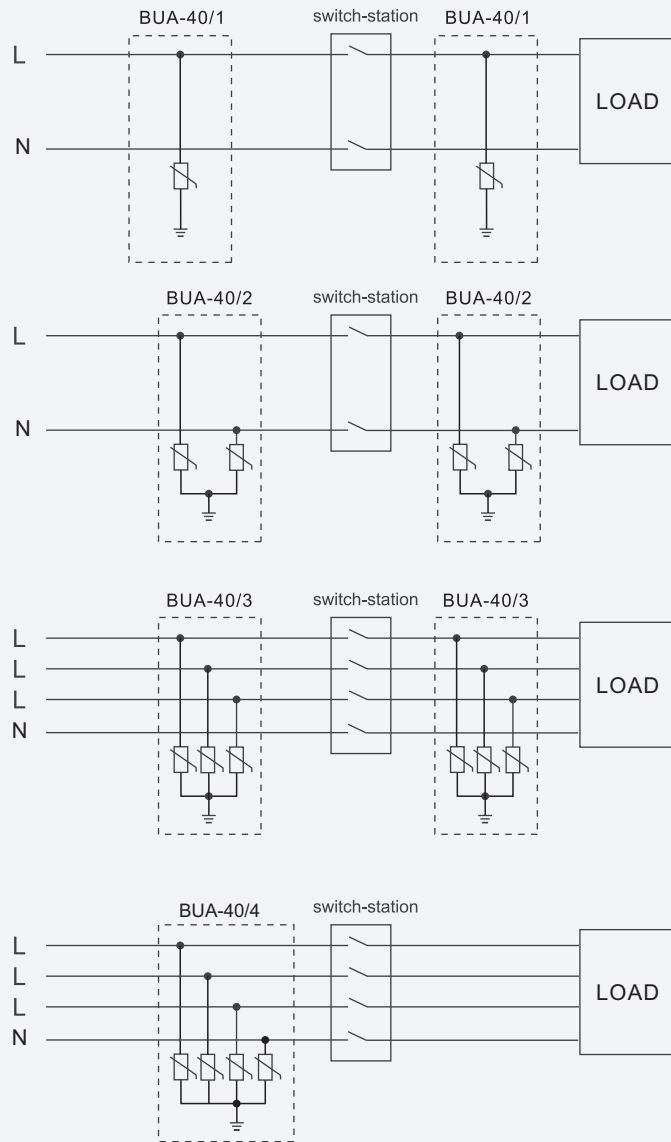 BUA-40/1 switch-station BUA-40/1
L
LOAD
N
BUA-40/2 switch-station BUA-40/2
L
LOAD
N
BUA-40/3 switch-station BUA-40/3
L
L
LOAD
L
N
BUA-40/4 switch-station
L
L
LOAD
L
N